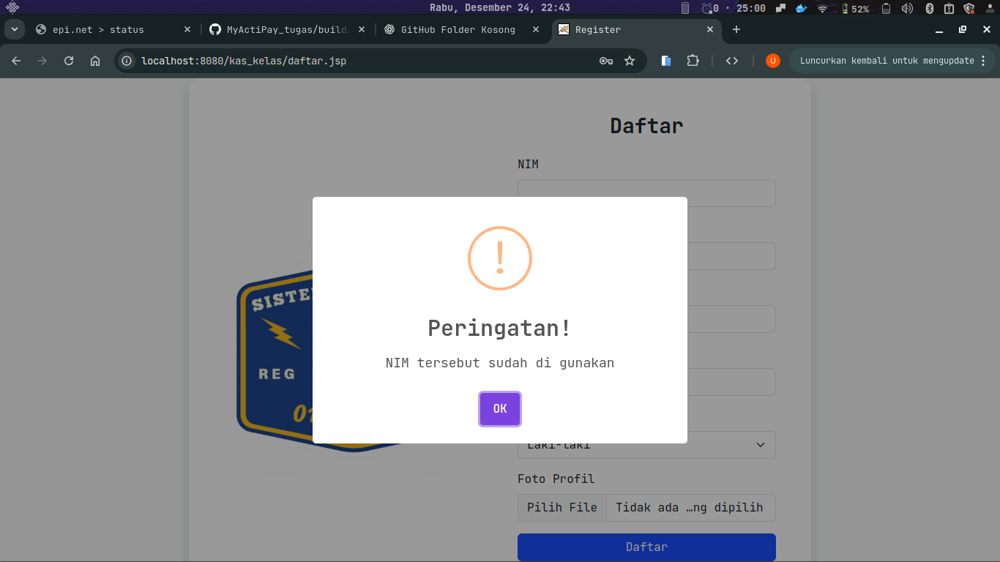 Rabu, Desember 24, 22:43
0 · 25:00
52%
epi.net > status
MyActiPay_tugas/build
GitHub Folder Kosong
Register
localhost:8080/kas_kelas/daftar.jsp
U
Luncurkan kembali untuk mengupdate
Daftar
NIM
SISTE
REG
01
!
Peringatan!
NIM tersebut sudah di gunakan
OK
Laki-laki
Foto Profil
Pilih File
Tidak ada …ng dipilih
Daftar